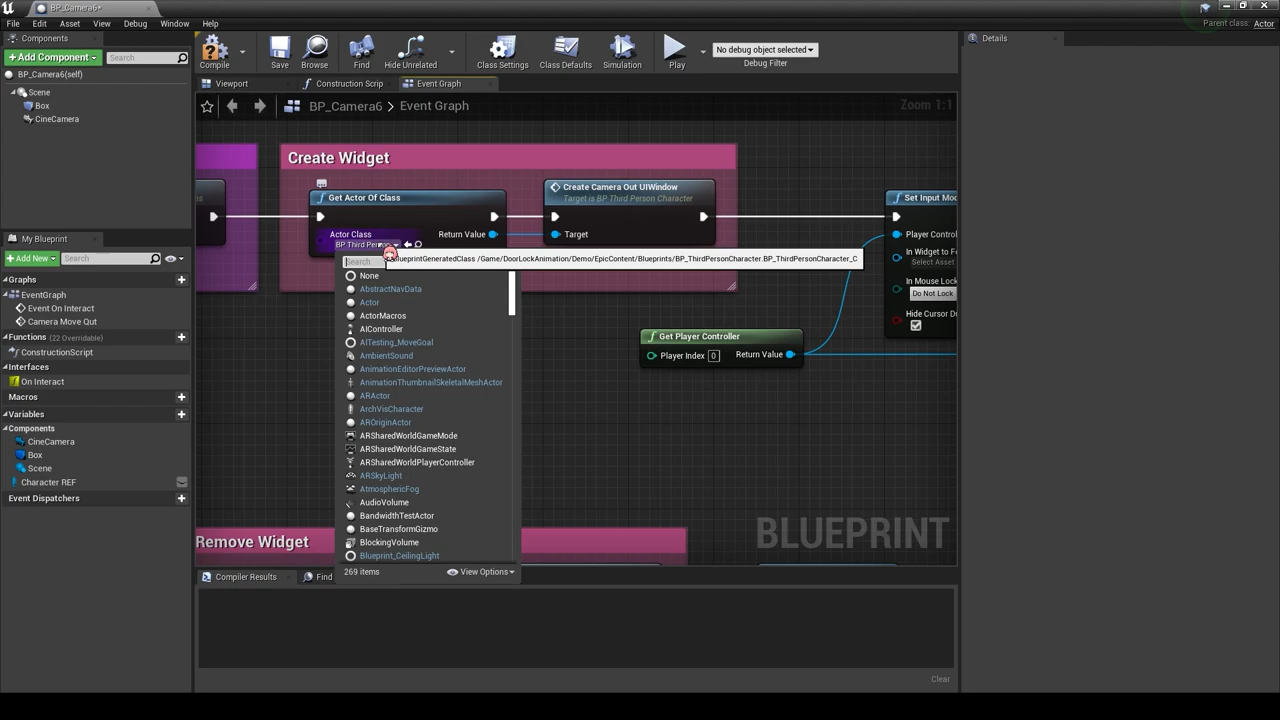 BP_Camera6*
File
Edit
Asset
View
Debug
Window
Help
Parent class:
Actor
Components
Add Component
Search
BP_Camera6(self)
Scene
Box
CineCamera
Compile
Save
Browse
Find
Hide Unrelated
Class Settings
Class Defaults
Simulation
Play
No debug object selected
Debug Filter
Details
Viewport
Construction Scrip
Event Graph
BP_Camera6
Event Graph
Zoom 1:1
Create Widget
Get Actor Of Class
Actor Class
Return Value
BP Third Person
Create Camera Out UIWindow
Target is BP Third Person Character
Target
Set Input Mo
Player Control
In Widget to F
Select Asset
In Mouse Lock
Do Not Lock
Hide Cursor D
Search
BlueprintGeneratedClass /Game/DoorLockAnimation/Demo/EpicContent/Blueprints/BP_ThirdPersonCharacter.BP_ThirdPersonCharacter_C
None
AbstractNavData
Actor
ActorMacros
AIController
AITesting_MoveGoal
AmbientSound
AnimationEditorPreviewActor
AnimationThumbnailSkeletalMeshActor
ARActor
ArchVisCharacter
AROriginActor
ARSharedWorldGameMode
ARSharedWorldGameState
ARSharedWorldPlayerController
ARSkyLight
AtmosphericFog
AudioVolume
BandwidthTestActor
BaseTransformGizmo
BlockingVolume
Blueprint_CeilingLight
269 items
View Options
Get Player Controller
Player Index
0
Return Value
My Blueprint
Add New
Search
Graphs
EventGraph
Event On Interact
Camera Move Out
Functions
(22 Overridable)
ConstructionScript
Interfaces
On Interact
Macros
Variables
Components
CineCamera
Box
Scene
Character REF
Event Dispatchers
Remove Widget
BLUEPRINT
Compiler Results
Find
Clear